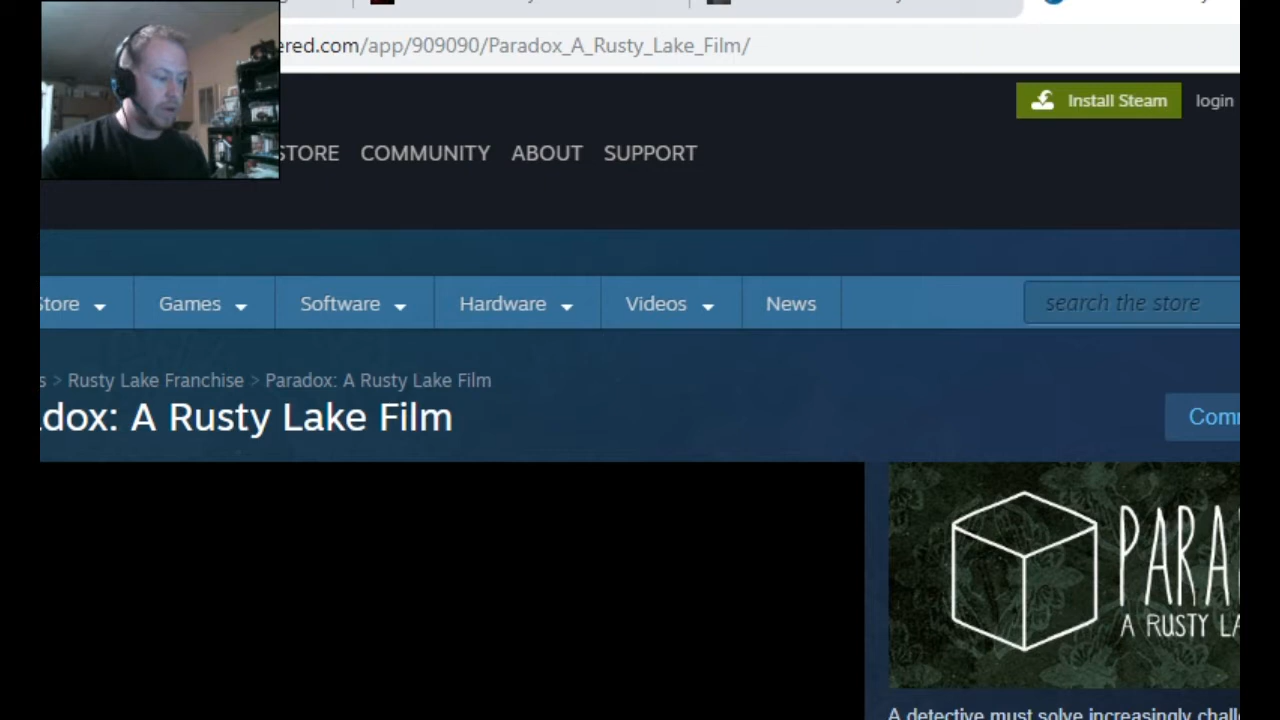 ered.com/app/909090/Paradox_A_Rusty_Lake_Film/
Install Steam login
STORE COMMUNITY ABOUT SUPPORT
Store Games Software Hardware Videos News search the store
s > Rusty Lake Franchise > Paradox: A Rusty Lake Film
dox: A Rusty Lake Film
Comm
PARA
A RUSTY LA
A detective must solve increasingly chall